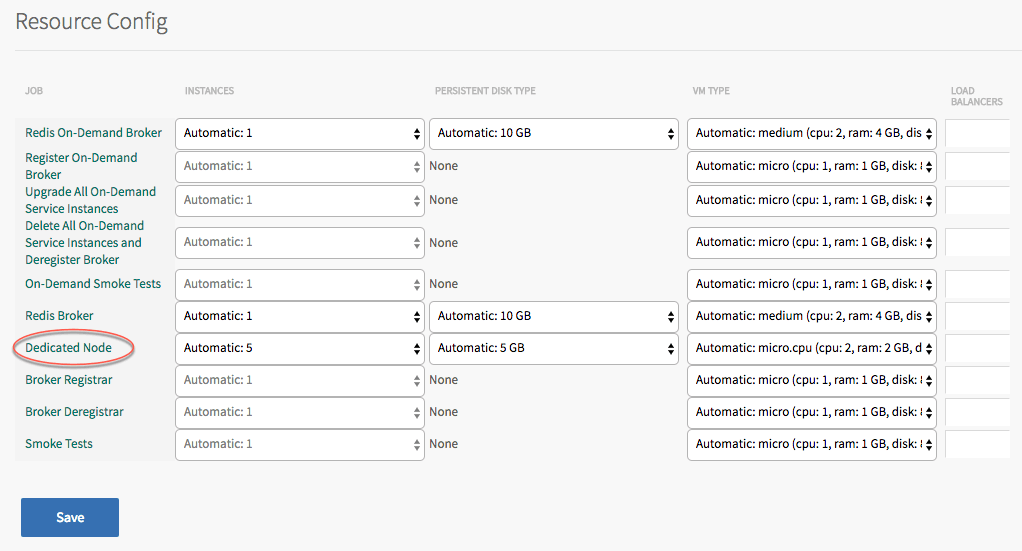 Resource Config
JOB INSTANCES PERSISTENT DISK TYPE VM TYPE LOAD
BALANCERS
Redis On-Demand Broker Automatic: 1 Automatic: 10 GB Automatic: medium (cpu: 2, ram: 4 GB, dis
Register On-Demand
Broker Automatic: 1 None Automatic: micro (cpu: 1, ram: 1 GB, disk:
Upgrade All On-Demand
Service Instances Automatic: 1 None Automatic: micro (cpu: 1, ram: 1 GB, disk:
Delete All On-Demand
Service Instances and Automatic: 1 None Automatic: micro (cpu: 1, ram: 1 GB, disk:
Deregister Broker
On-Demand Smoke Tests Automatic: 1 None Automatic: micro (cpu: 1, ram: 1 GB, disk:
Redis Broker Automatic: 1 Automatic: 10 GB Automatic: medium (cpu: 2, ram: 4 GB, dis
Dedicated Node Automatic: 5 Automatic: 5 GB Automatic: micro.cpu (cpu: 2, ram: 2 GB, d
Broker Registrar Automatic: 1 None Automatic: micro (cpu: 1, ram: 1 GB, disk:
Broker Deregistrar Automatic: 1 None Automatic: micro (cpu: 1, ram: 1 GB, disk:
Smoke Tests Automatic: 1 None Automatic: micro (cpu: 1, ram: 1 GB, disk:
Save